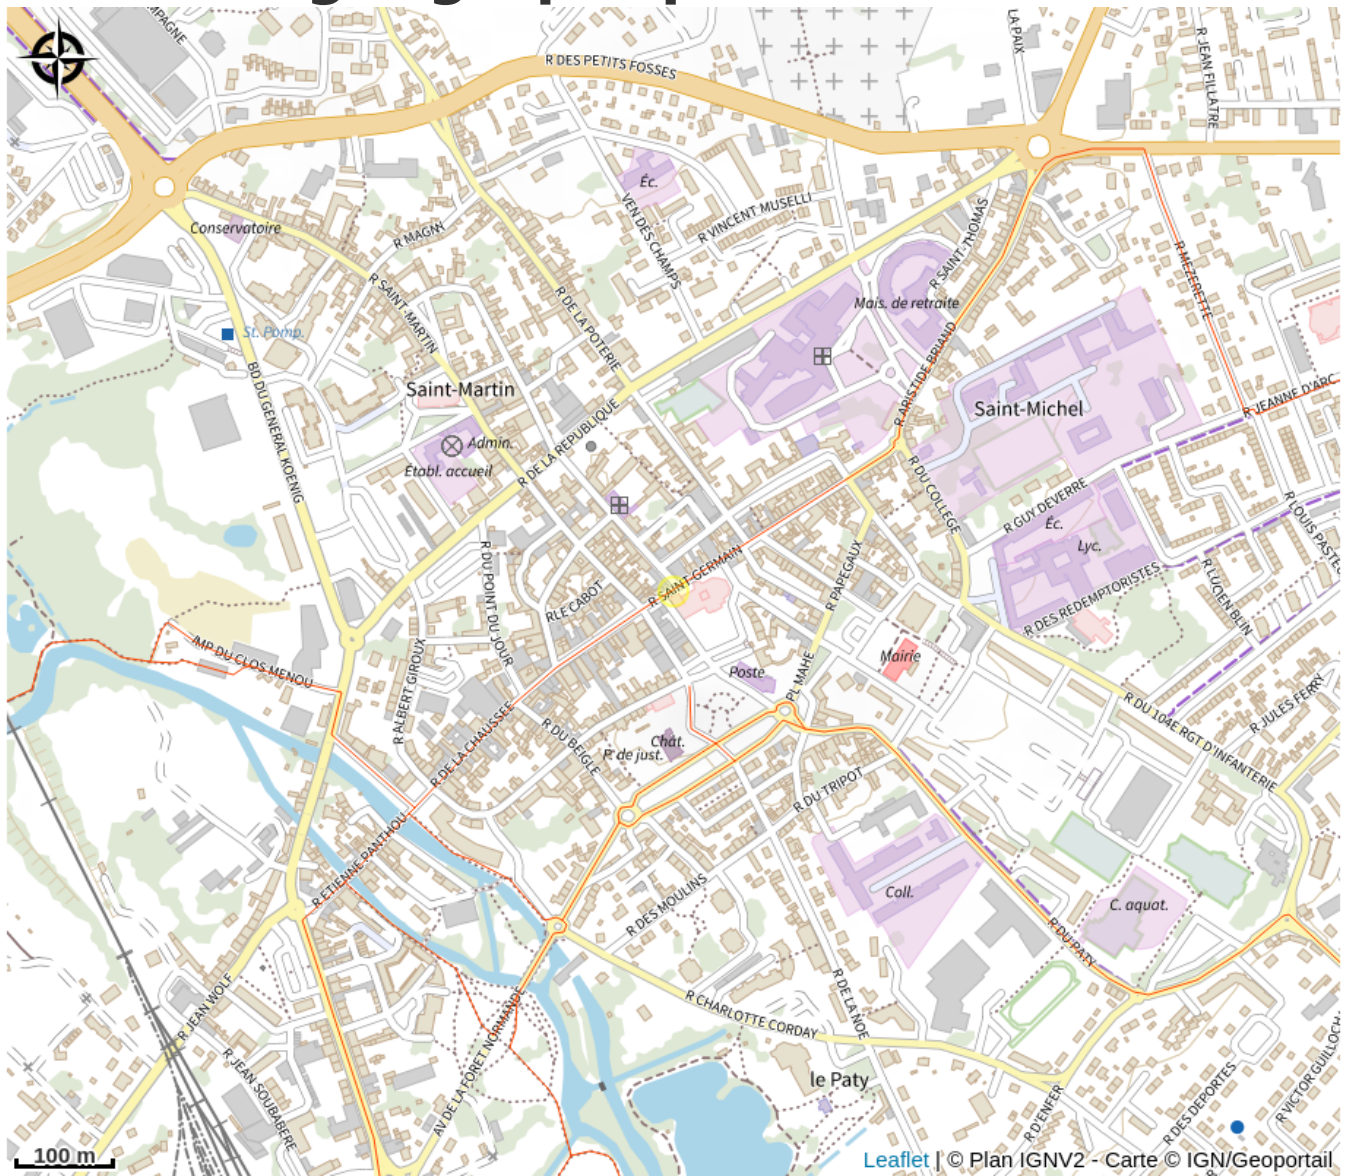 R DES PETITS FOSSES
LA PAIX
R JEAN FILLATRE
Éc.
Conservatoire
R MAGNY
VEN DES CHAMPS
R VINCENT MUSELLI
R SAINT-THOMAS
R MEZERETTE
R SAINT-MARTIN
R DE LA POTERIE
Mais. de retraite
St. Pomp.
BD DU GENERAL KOENIG
Saint-Martin
R ARISTIDE BRIAND
Saint-Michel
R JEANNE D'ARC
Admin.
Établ. accueil
R DE LA REPUBLIQUE
R DU COLLEGE
R GUY DEVERRE
Éc.
Lyc.
R LOUIS PASTEU
R DU POINT DU JOUR
R SAINT-GERMAIN
RLE CABOT
R PAPEGAUX
R DES REDEMPTORISTES
R LUCIEN BLIN
IMP DU CLOS MENOU
R ALBERT GIROUX
Mairie
Poste
PL MAHE
R DU 104E RGT D'INFANTERIE
R JULES FERRY
R DE LA CHAUSSEE
R DU BEIGLE
Chât.
P. de just.
R DU TRIPOT
R ETIENNE PANTHOU
R DES MOULINS
Coll.
C. aquat.
R DU PATY
R JEAN WOLF
R DE LA NOE
R CHARLOTTE CORDAY
AV DE LA FORET NORMANDE
R JEAN SOUBABERE
le Paty
R D'ENFER
R DES DEPORTES
R VICTOR GUILLOCH
100 m
Leaflet | © Plan IGNV2 - Carte © IGN/Geoportail